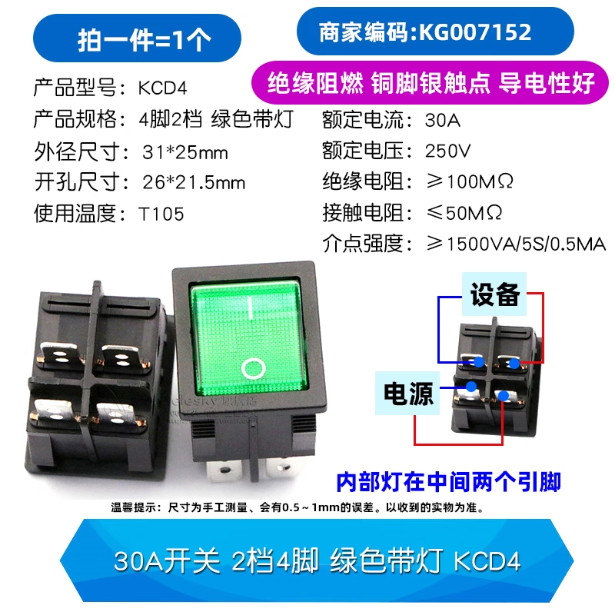 拍一件=1个
商家编码:KG007152
绝缘阻燃 铜脚银触点 导电性好
产品型号: KCD4
产品规格: 4脚2档 绿色带灯
外径尺寸: 31*25mm
开孔尺寸: 26*21.5mm
使用温度: T105
额定电流: 30A
额定电压: 250V
绝缘电阻: ≥100MΩ
接触电阻: ≤50MΩ
介点强度: ≥1500VA/5S/0.5MA
设备
电源
内部灯在中间两个引脚
温馨提示: 尺寸为手工测量、会有0.5~1mm的误差。以收到的实物为准。
30A开关 2档4脚 绿色带灯 KCD4